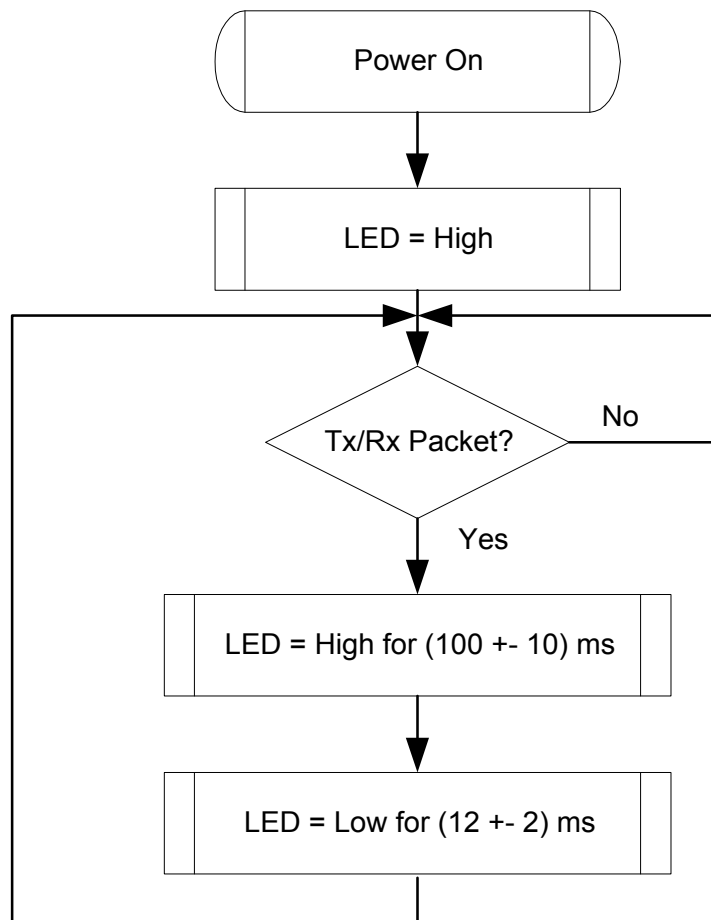 Power On
LED = High
Tx/Rx Packet?
No
Yes
LED = High for (100 +- 10) ms
LED = Low for (12 +- 2) ms